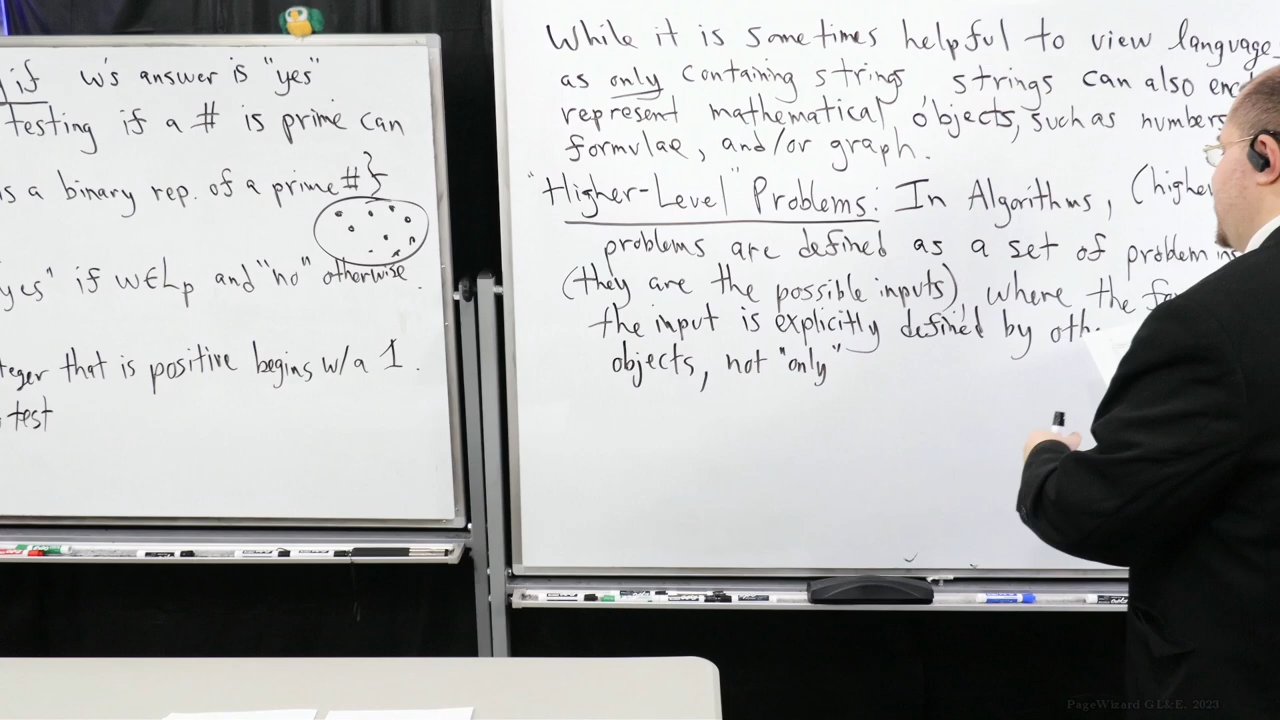 if w's answer is "yes"
testing if a # is prime can
is a binary rep. of a prime #}
yes" if w∈Lp and "no" otherwise.
teger that is positive begins w/a 1.
test
While it is sometimes helpful to view language
as only containing strings, strings can also enc
represent mathematical objects, such as numbers
formulae, and/or graph.
"Higher-Level" Problems: In Algorithms, (higher
problems are defined as a set of problem ins
(they are the possible inputs), where the fo
the input is explicitly defined by oth
objects, not "only"
PageWizard GL&E, 2023